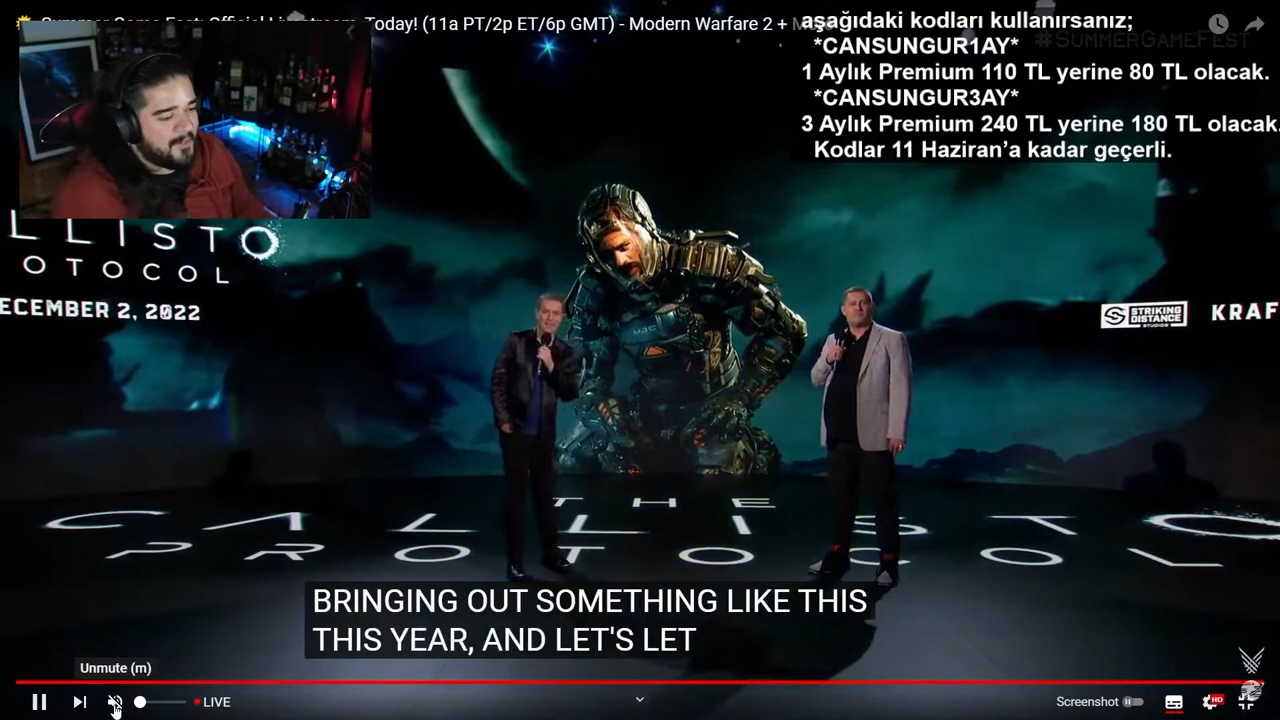 Summer Game Fest: Official Livestream, Today! (11a PT/2p ET/6p GMT) - Modern Warfare 2 +
#SUMMERGAMEFEST
aşağıdaki kodları kullanırsanız;
*CANSUNGUR1AY*
1 Aylık Premium 110 TL yerine 80 TL olacak.
*CANSUNGUR3AY*
3 Aylık Premium 240 TL yerine 180 TL olacak.
Kodlar 11 Haziran’a kadar geçerli.
LLISTO
OTOCOL
ECEMBER 2, 2022
STRIKING
DISTANCE
STUDIOS
KRAF
THE
CALLISTO
PROTOCOL
BRINGING OUT SOMETHING LIKE THIS
THIS YEAR, AND LET'S LET
Unmute (m)
LIVE
Screenshot
HD